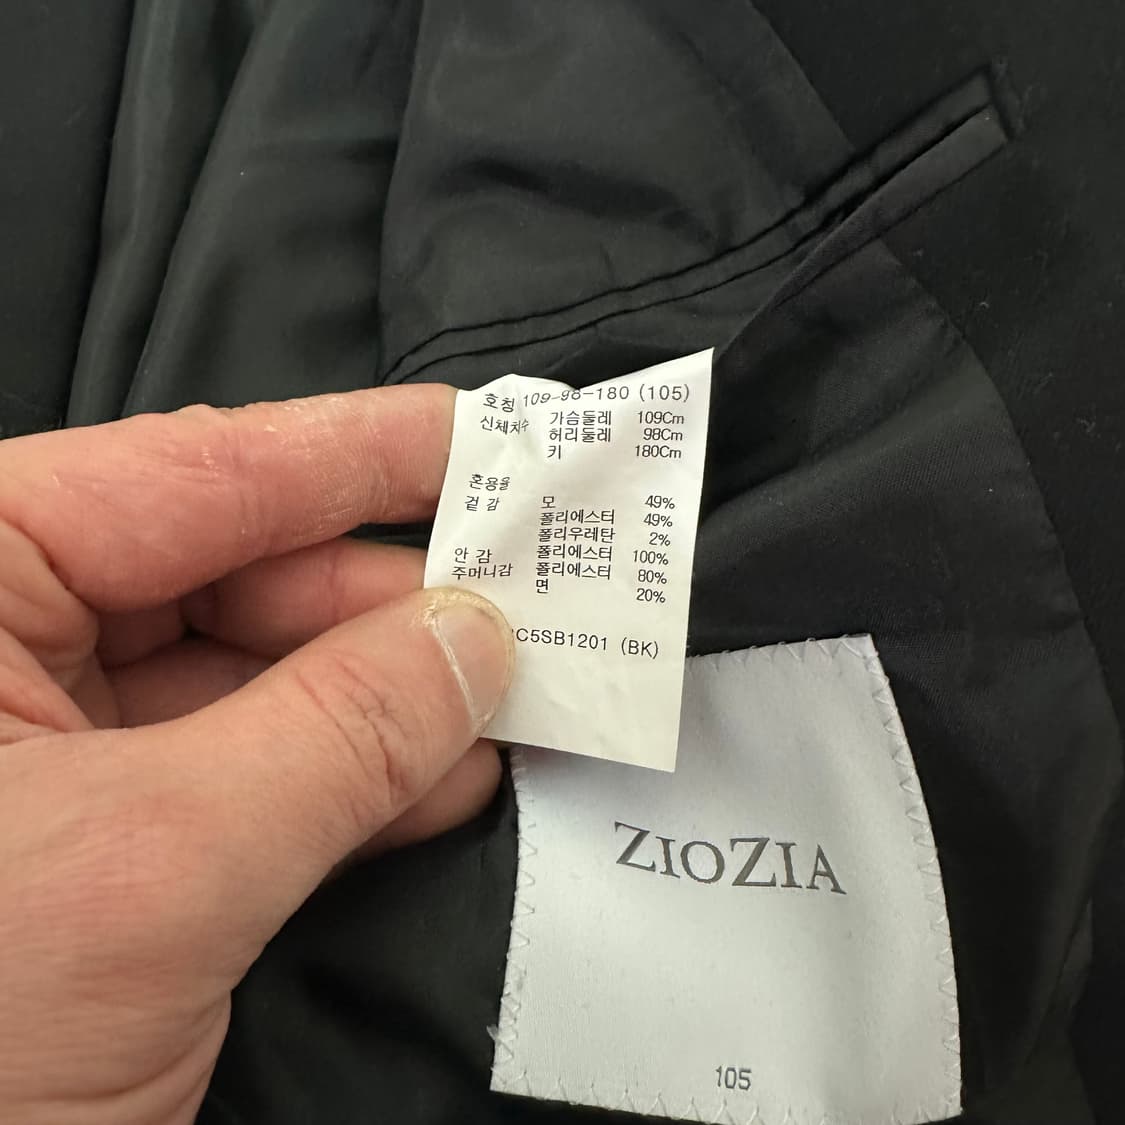 호칭 109-98-180 (105)
신체치수 가슴둘레 109Cm
허리둘레 98Cm
키 180Cm
혼용율
겉 감 모 49%
폴리에스터 49%
폴리우레탄 2%
안 감 폴리에스터 100%
주머니감 폴리에스터 80%
면 20%
C5SB1201 (BK)
ZIOZIA
105